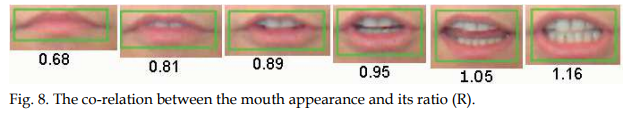 0.68 0.81 0.89 0.95 1.05 1.16
Fig. 8. The co-relation between the mouth appearance and its ratio (R).